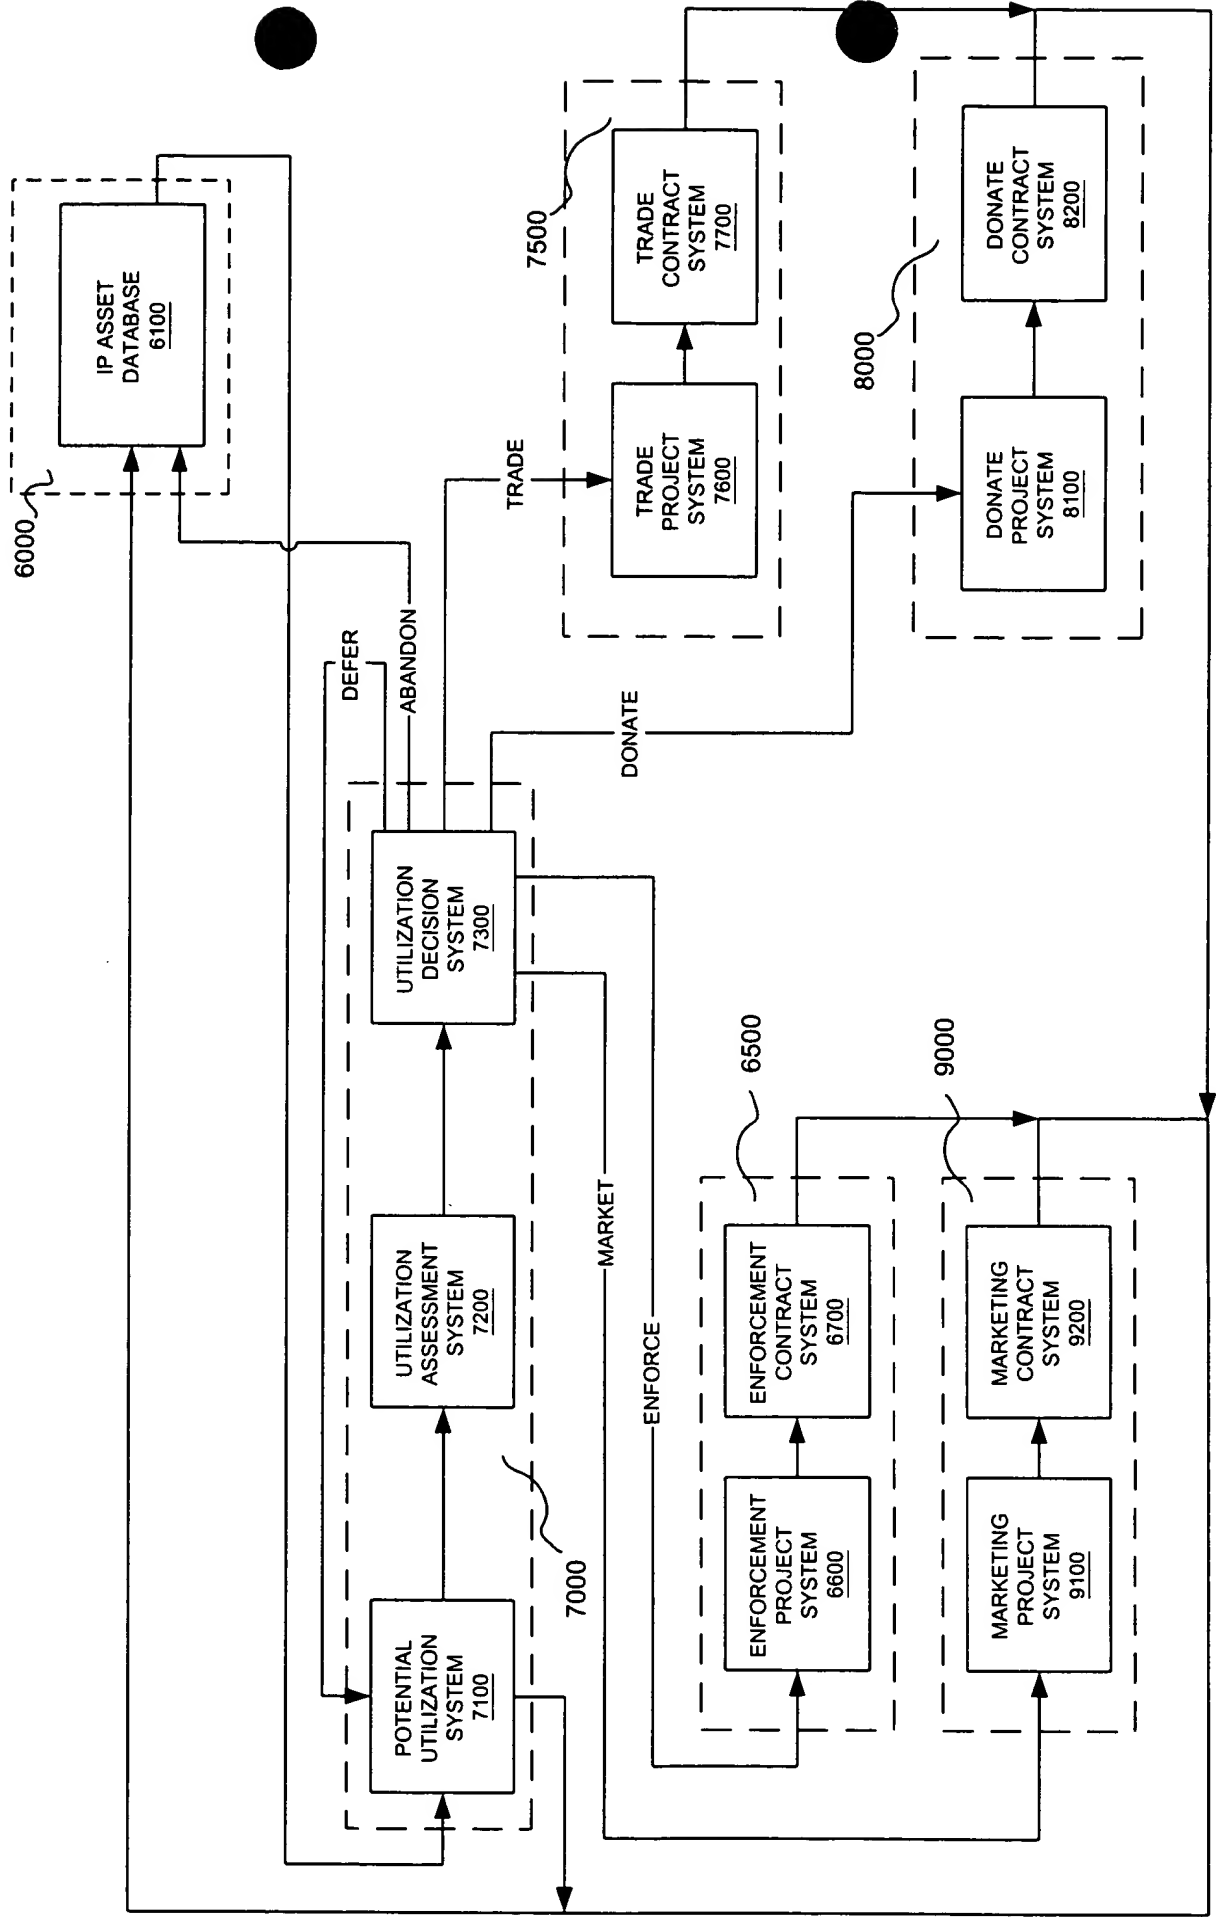 6000
IP ASSET
DATABASE
6100
DEFER
ABANDON
TRADE
DONATE
7000
POTENTIAL
UTILIZATION
SYSTEM
7100
UTILIZATION
ASSESSMENT
SYSTEM
7200
UTILIZATION
DECISION
SYSTEM
7300
7500
TRADE
PROJECT
SYSTEM
7600
TRADE
CONTRACT
SYSTEM
7700
8000
DONATE
PROJECT
SYSTEM
8100
DONATE
CONTRACT
SYSTEM
8200
MARKET
ENFORCE
6500
ENFORCEMENT
PROJECT
SYSTEM
6600
ENFORCEMENT
CONTRACT
SYSTEM
6700
9000
MARKETING
PROJECT
SYSTEM
9100
MARKETING
CONTRACT
SYSTEM
9200